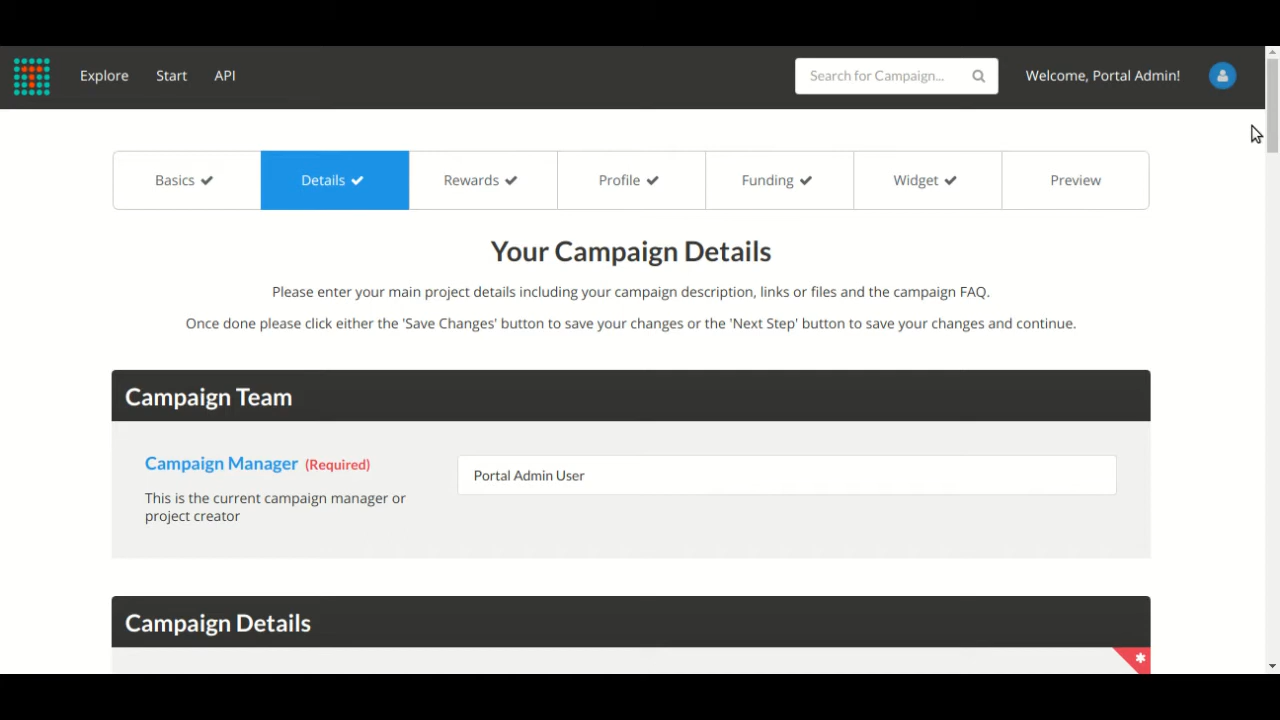 Explore Start API Search for Campaign... Welcome, Portal Admin!
Basics Details Rewards Profile Funding Widget Preview
Your Campaign Details
Please enter your main project details including your campaign description, links or files and the campaign FAQ.
Once done please click either the 'Save Changes' button to save your changes or the 'Next Step' button to save your changes and continue.
Campaign Team
Campaign Manager (Required)
Portal Admin User
This is the current campaign manager or
project creator
Campaign Details